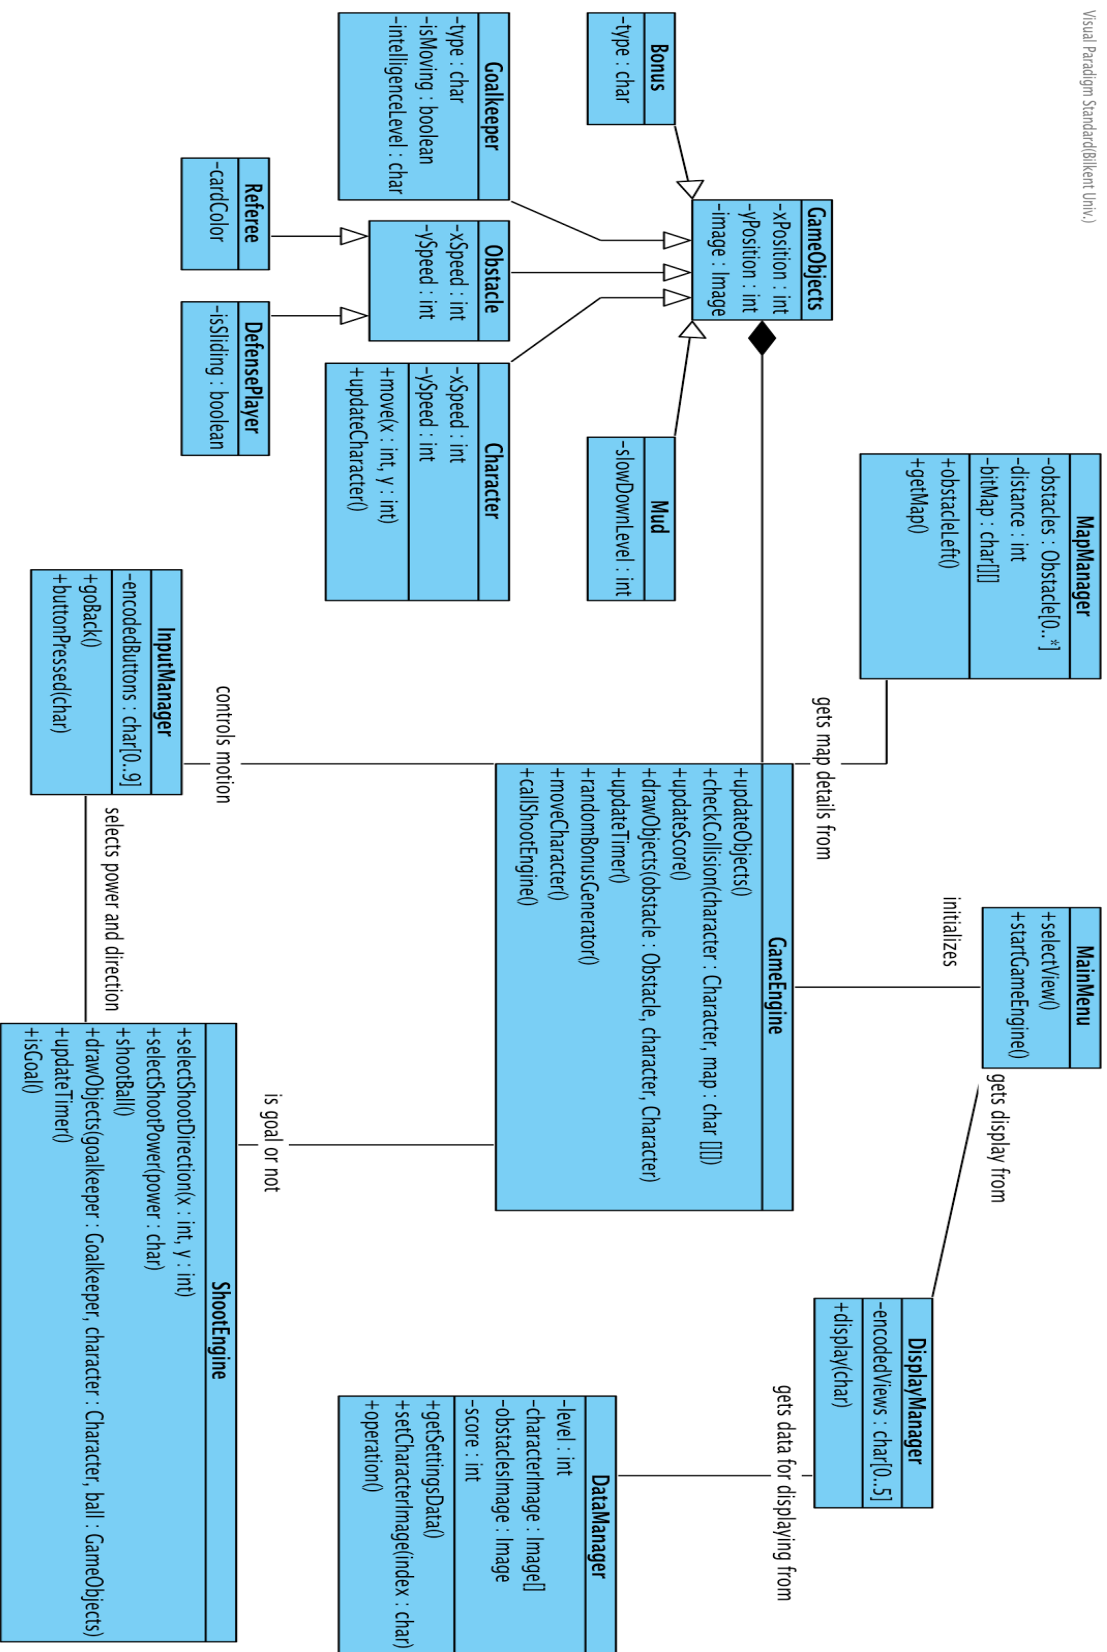 Visual Paradigm Standard(Bilkent Univ.)
MapManager
-obstacles : Obstacle[0..*]
-distance : int
-bitMap : char[][]
+obstacleLeft()
+getMap()
MainMenu
+selectView()
+startGameEngine()
gets display from
initializes
DisplayManager
-encodedViews : char[0..5]
+display(char)
gets map details from
gets data for displaying from
GameObjects
-xPosition : int
-yPosition : int
-image : Image
GameEngine
+updateObjects()
+checkCollision(character : Character, map : char [][])
+updateScore()
+drawObjects(obstacle : Obstacle, character, Character)
+updateTimer()
+randomBonusGenerator()
+moveCharacter()
+callShootEngine()
Bonus
-type : char
Mud
-slowDownLevel : int
DataManager
-level : int
-characterImage : Image[]
-obstaclesImage : Image
-score : int
+getSettingsData()
+setCharacterImage(index : char)
+operation()
Goalkeeper
-type : char
-isMoving : boolean
-intelligenceLevel : char
Obstacle
-xSpeed : int
-ySpeed : int
Character
-xSpeed : int
-ySpeed : int
+move(x : int, y : int)
+updateCharacter()
is goal or not
Referee
-cardColor
DefensePlayer
-isSliding : boolean
controls motion
InputManager
-encodedButtons : char[0..9]
+goBack()
+buttonPressed(char)
selects power and direction
ShootEngine
+selectShootDirection(x : int, y : int)
+selectShootPower(power : char)
+shootBall()
+drawObjects(goalkeeper : Goalkeeper, character : Character, ball : GameObjects)
+updateTimer()
+isGoal()